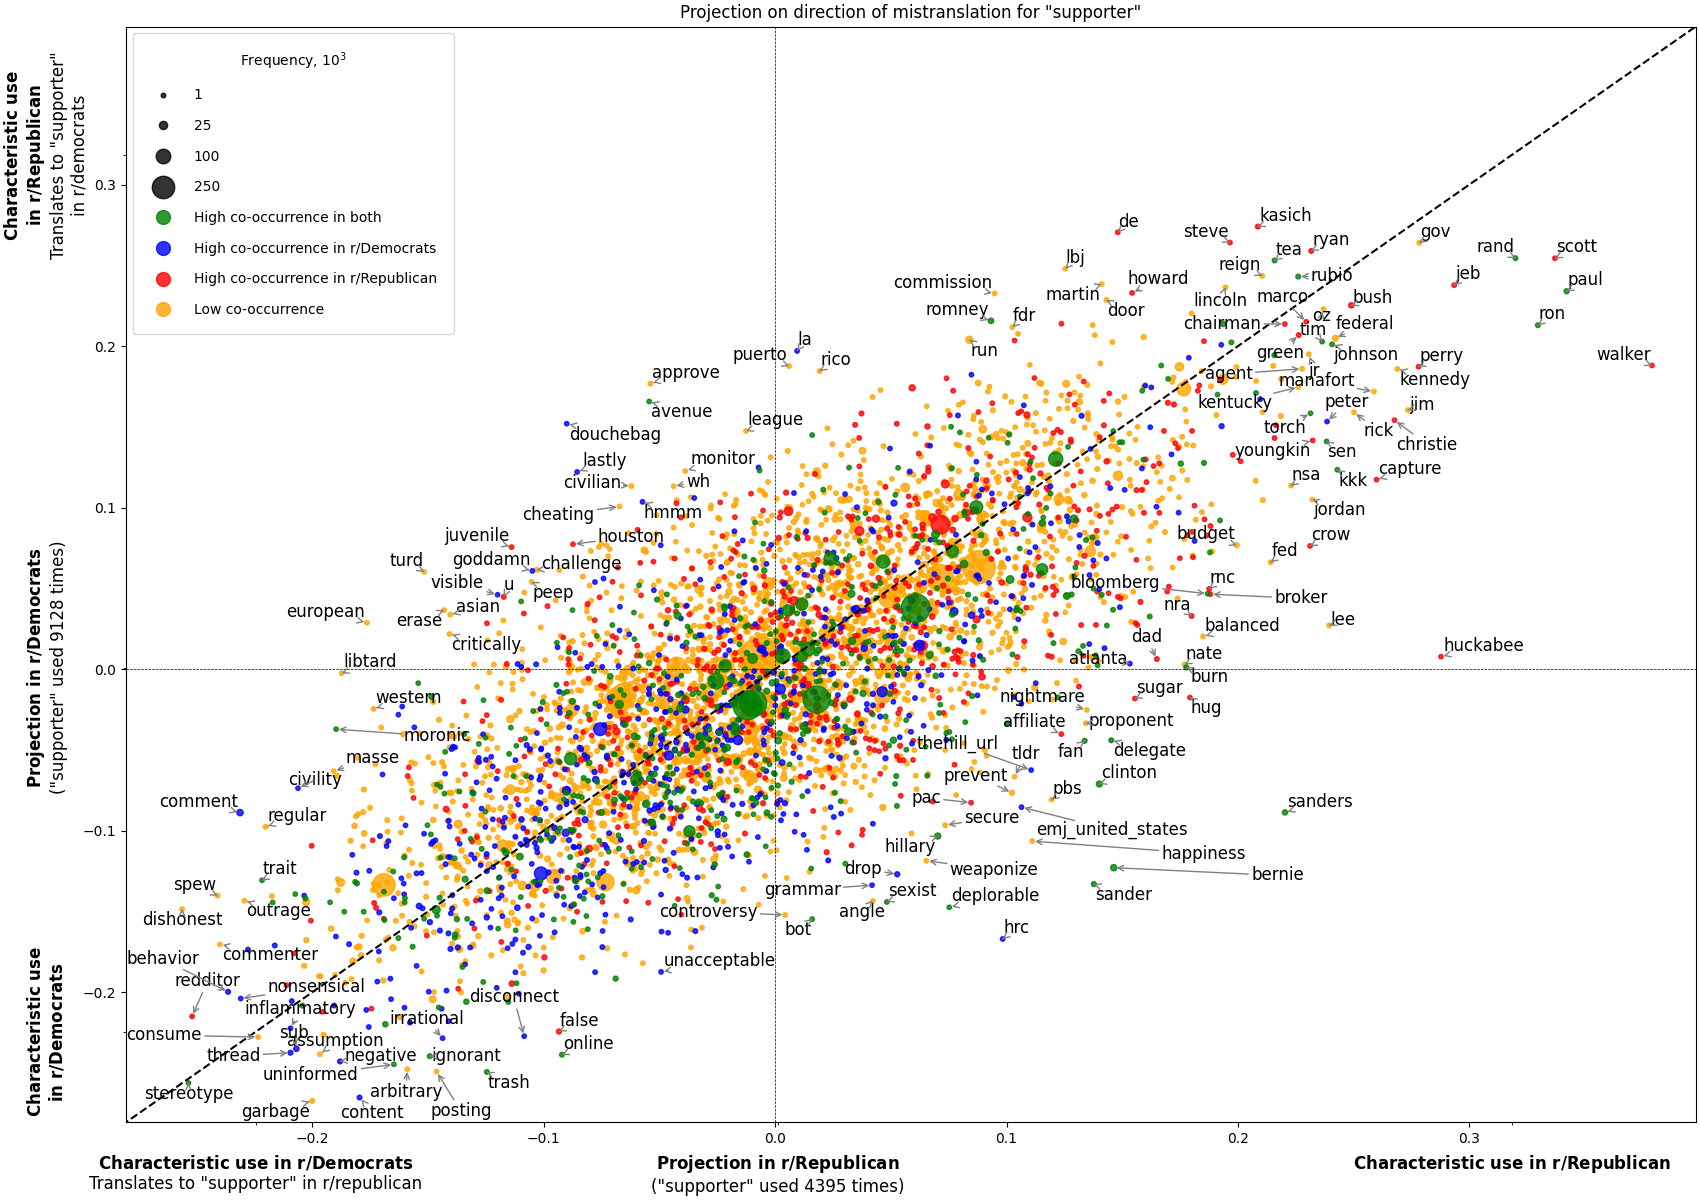 Projection on direction of mistranslation for "supporter"
Characteristic use
in r/Republican
Translates to "supporter"
in r/democrats
Projection in r/Democrats
("supporter" used 9128 times)
Characteristic use
in r/Democrats
Frequency, 10³
1
25
100
250
High co-occurrence in both
High co-occurrence in r/Democrats
High co-occurrence in r/Republican
Low co-occurrence
0.3
0.2
0.1
0.0
−0.1
−0.2
de
kasich
steve
ryan
gov
rand
scott
lbj
tea
reign
rubio
jeb
paul
commission
martin
howard
lincoln
marco
bush
romney
fdr
door
chairman
oz
tim
federal
ron
la
puerto
rico
run
green
johnson
perry
walker
approve
agent
jr
manafort
kennedy
avenue
kentucky
peter
jim
league
douchebag
torch
rick
christie
lastly
monitor
youngkin
sen
civilian
wh
nsa
kkk
capture
cheating
hmmm
jordan
juvenile
houston
budget
crow
turd
goddamn
challenge
fed
visible
u
peep
bloomberg
rnc
broker
european
asian
erase
nra
balanced
lee
critically
dad
libtard
atlanta
nate
huckabee
burn
western
nightmare
sugar
hug
moronic
affiliate
proponent
masse
thehill_url
tldr
fan
delegate
civility
prevent
clinton
comment
pac
pbs
sanders
regular
secure
emj_united_states
hillary
happiness
trait
drop
weaponize
bernie
spew
grammar
sexist
deplorable
sander
dishonest
outrage
controversy
angle
bot
hrc
behavior
commenter
unacceptable
redditor
nonsensical
inflammatory
disconnect
consume
sub
irrational
false
assumption
thread
negative
ignorant
online
uninformed
stereotype
arbitrary
trash
garbage
content
posting
−0.2
−0.1
0.0
0.1
0.2
0.3
Characteristic use in r/Democrats
Translates to "supporter" in r/republican
Projection in r/Republican
("supporter" used 4395 times)
Characteristic use in r/Republican